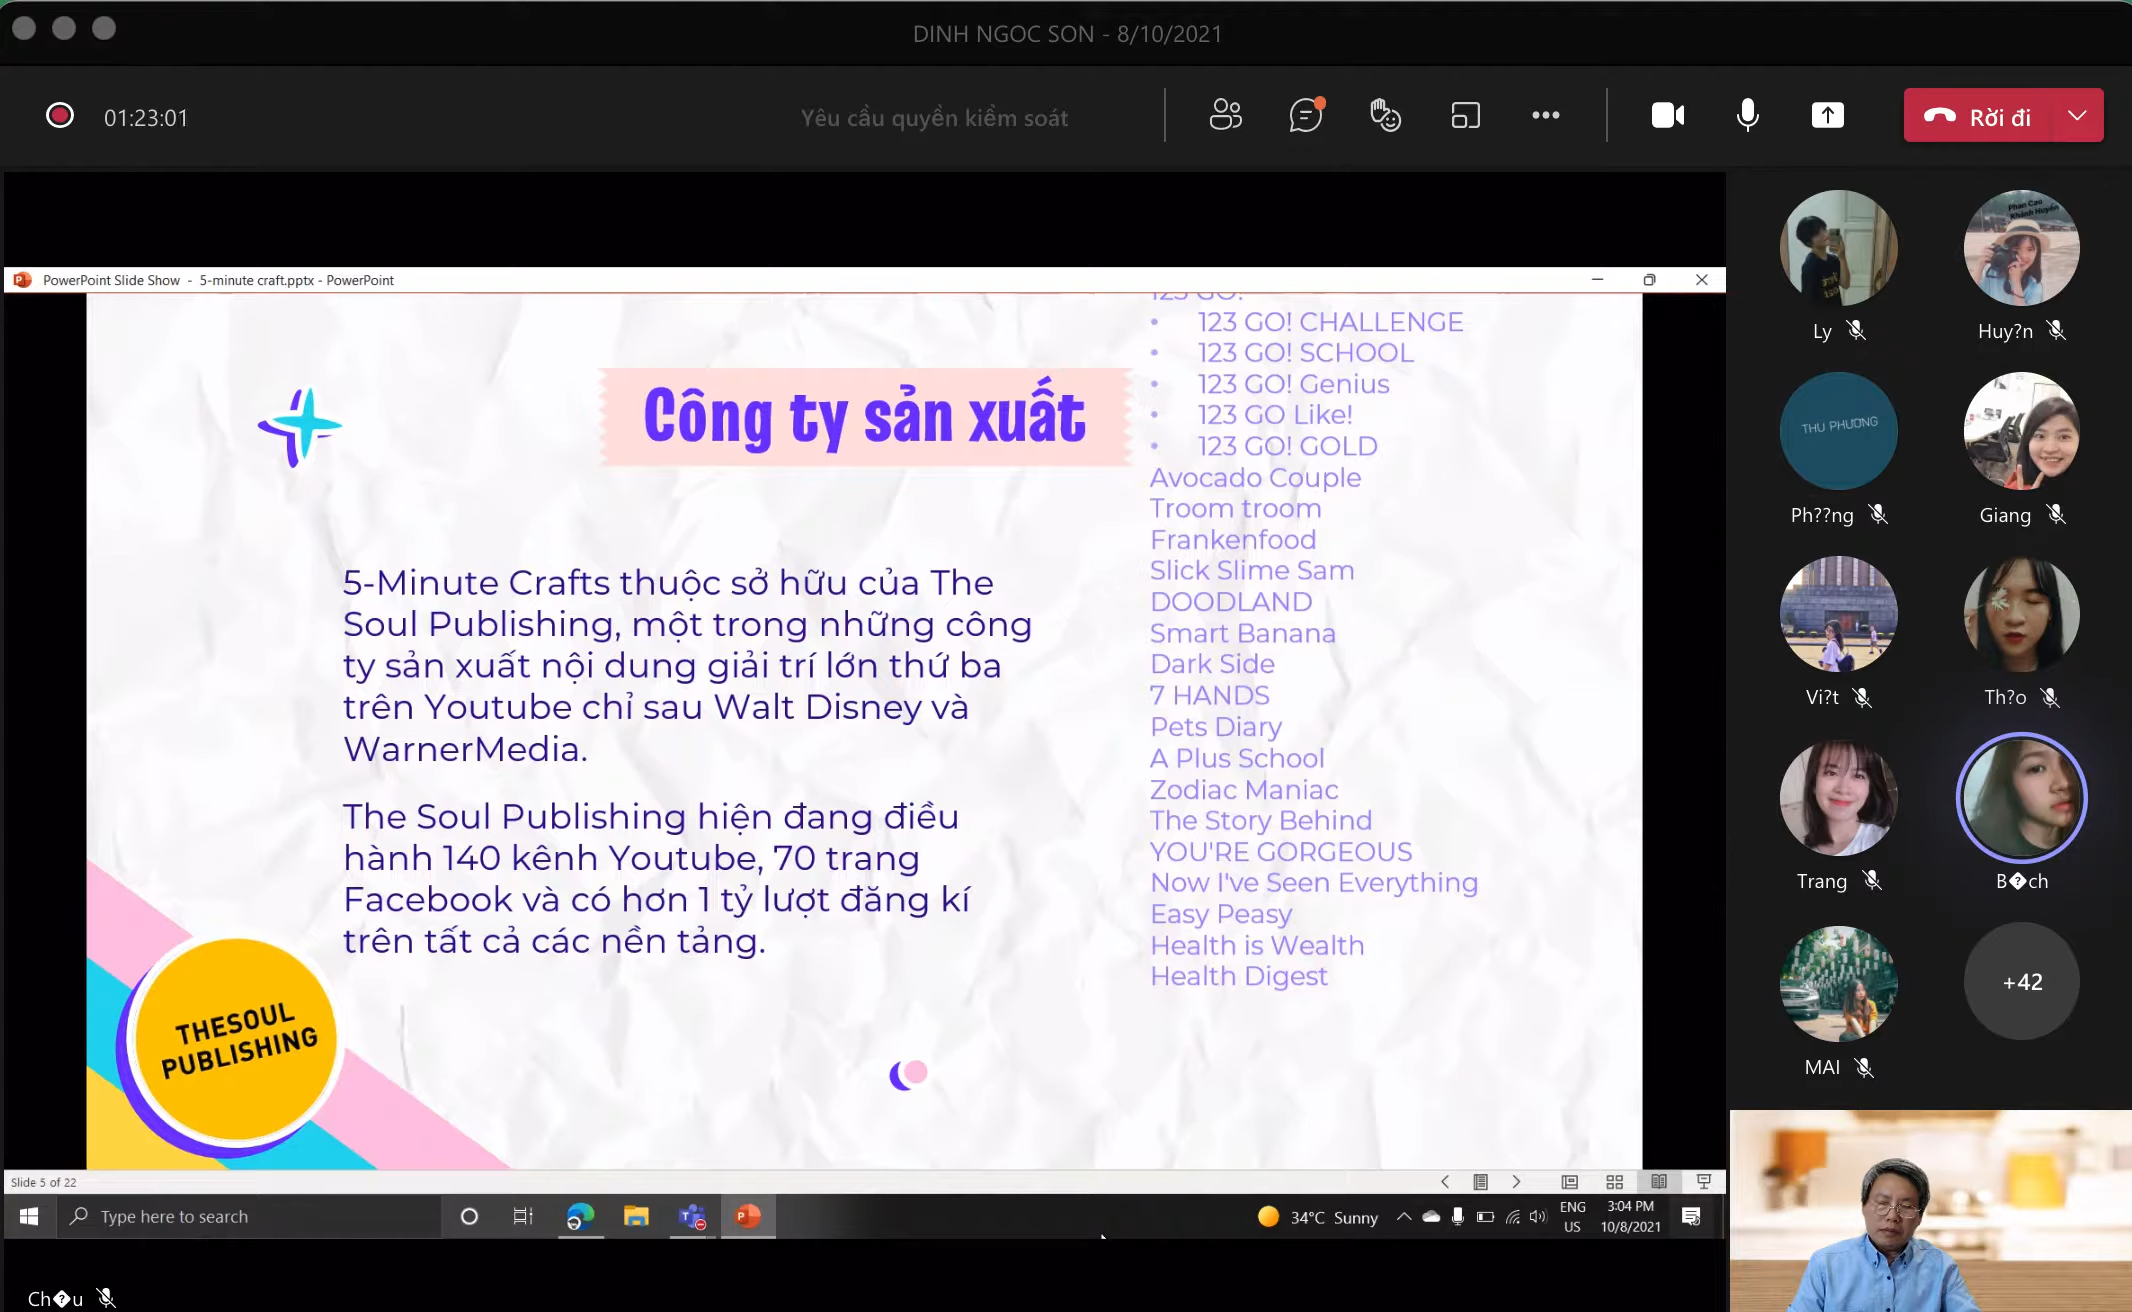 DINH NGOC SON - 8/10/2021
01:23:01
Yêu cầu quyền kiểm soát
Rời đi
PowerPoint Slide Show - 5-minute craft.pptx - PowerPoint
Công ty sản xuất
5-Minute Crafts thuộc sở hữu của The
Soul Publishing, một trong những công
ty sản xuất nội dung giải trí lớn thứ ba
trên Youtube chỉ sau Walt Disney và
WarnerMedia.
The Soul Publishing hiện đang điều
hành 140 kênh Youtube, 70 trang
Facebook và có hơn 1 tỷ lượt đăng kí
trên tất cả các nền tảng.
THESOUL
PUBLISHING
123 GO!
• 123 GO! CHALLENGE
• 123 GO! SCHOOL
• 123 GO! Genius
• 123 GO Like!
• 123 GO! GOLD
Avocado Couple
Troom troom
Frankenfood
Slick Slime Sam
DOODLAND
Smart Banana
Dark Side
7 HANDS
Pets Diary
A Plus School
Zodiac Maniac
The Story Behind
YOU'RE GORGEOUS
Now I've Seen Everything
Easy Peasy
Health is Wealth
Health Digest
Phan Cao
Khánh Huyền
Ly
Huy?n
THU PHƯƠNG
Ph??ng
Giang
Vi?t
Th?o
Trang
B�ch
MAI
+42
Slide 5 of 22
Type here to search
34°C Sunny
ENG
US
3:04 PM
10/8/2021
Ch�u